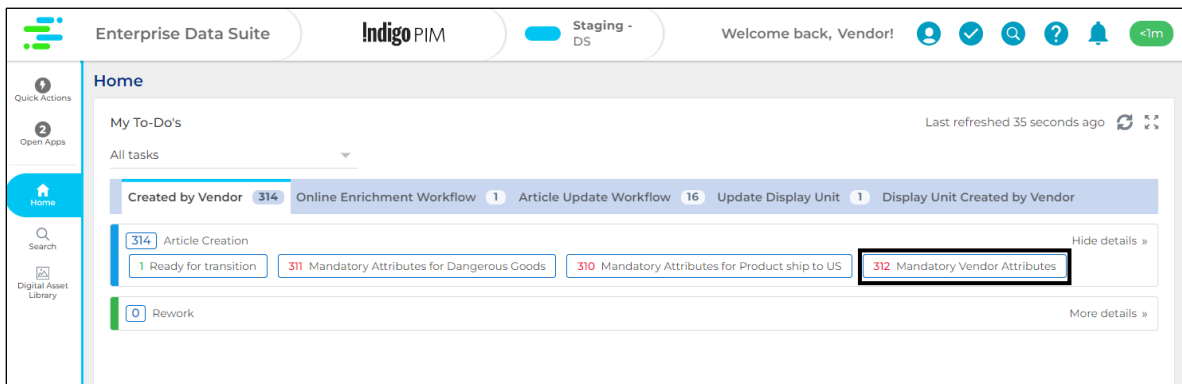 Enterprise Data Suite
Indigo PIM
Staging -
DS
Welcome back, Vendor!
<1m
Quick Actions
2
Open Apps
Home
Search
Digital Asset
Library
Home
My To-Do's
Last refreshed 35 seconds ago
All tasks
Created by Vendor 314 Online Enrichment Workflow 1 Article Update Workflow 16 Update Display Unit 1 Display Unit Created by Vendor
314 Article Creation
Hide details »
1 Ready for transition 311 Mandatory Attributes for Dangerous Goods 310 Mandatory Attributes for Product ship to US 312 Mandatory Vendor Attributes
0 Rework
More details »